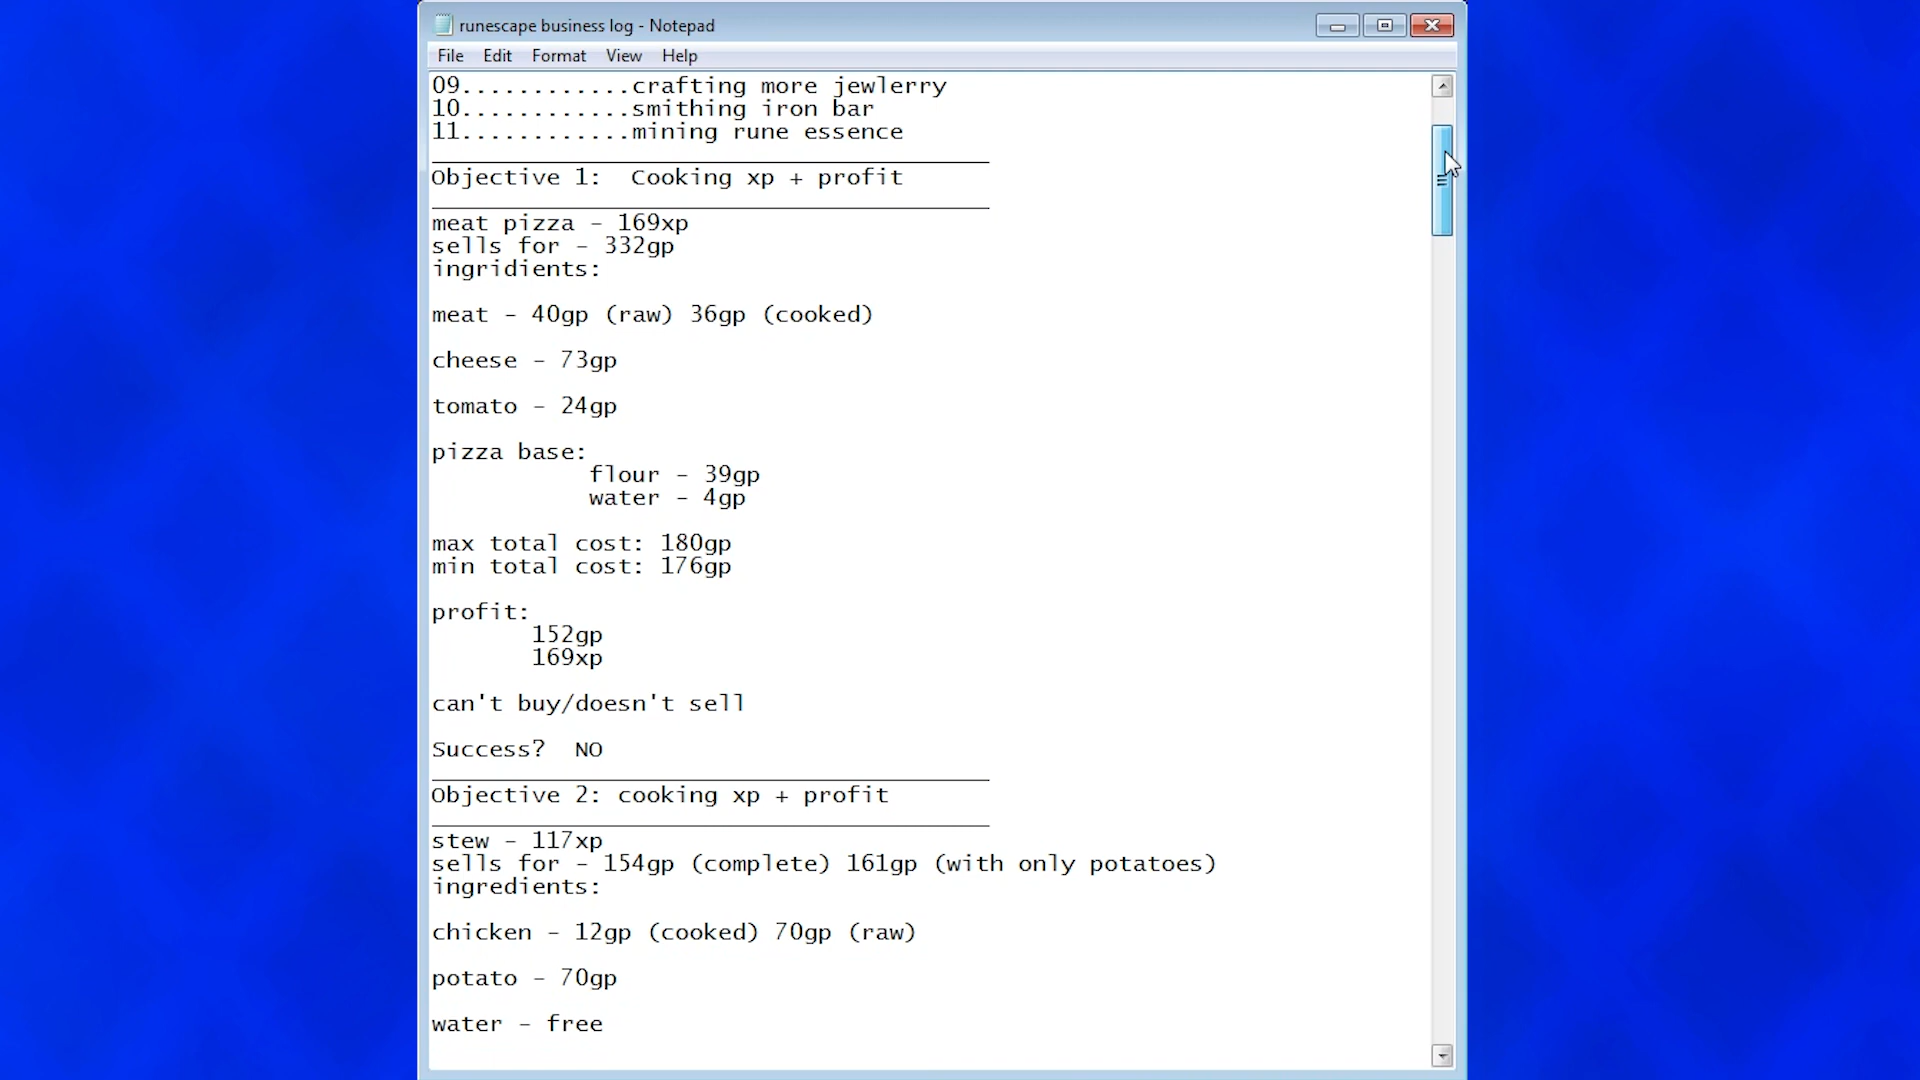 runescape business log - Notepad
File Edit Format View Help
09............crafting more jewlerry
10............smithing iron bar
11............mining rune essence
Objective 1:  Cooking xp + profit
meat pizza - 169xp
sells for - 332gp
ingridients:
meat - 40gp (raw) 36gp (cooked)
cheese - 73gp
tomato - 24gp
pizza base:
flour - 39gp
water - 4gp
max total cost: 180gp
min total cost: 176gp
profit:
152gp
169xp
can't buy/doesn't sell
Success?  NO
Objective 2: cooking xp + profit
stew - 117xp
sells for - 154gp (complete) 161gp (with only potatoes)
ingredients:
chicken - 12gp (cooked) 70gp (raw)
potato - 70gp
water - free